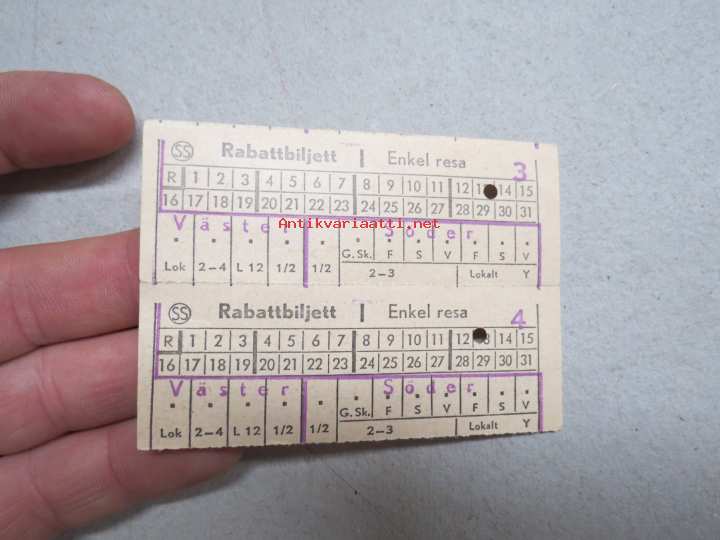 SS Rabattbiljett Enkel resa 3
R 1 2 3 4 5 6 7 8 9 10 11 12 14 15
16 17 18 19 20 21 22 23 24 25 26 27 28 29 30 31
Väster Söder
Antikvariaatti.net
G. Sk. F S V F S V
Lok 2-4 L 12 1/2 1/2 2-3 Lokalt Y
SS Rabattbiljett Enkel resa 4
R 1 2 3 4 5 6 7 8 9 10 11 12 14 15
16 17 18 19 20 21 22 23 24 25 26 27 28 29 30 31
Väster Söder
G. Sk. F S V F S V
Lok 2-4 L 12 1/2 1/2 2-3 Lokalt Y